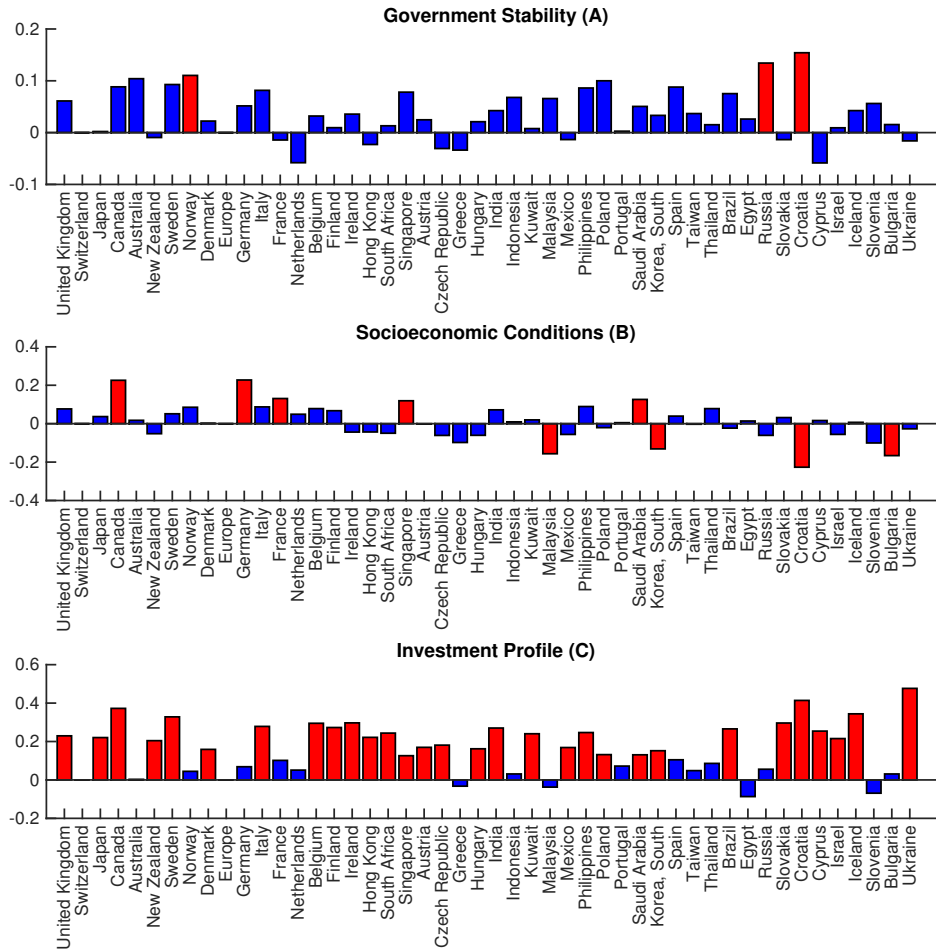 Government Stability (A)
0.2
0.1
0
-0.1
United Kingdom
Switzerland
Japan
Canada
Australia
New Zealand
Sweden
Norway
Denmark
Europe
Germany
Italy
France
Netherlands
Belgium
Finland
Ireland
Hong Kong
South Africa
Singapore
Austria
Czech Republic
Greece
Hungary
India
Indonesia
Kuwait
Malaysia
Mexico
Philippines
Poland
Portugal
Saudi Arabia
Korea, South
Spain
Taiwan
Thailand
Brazil
Egypt
Russia
Slovakia
Croatia
Cyprus
Israel
Iceland
Slovenia
Bulgaria
Ukraine
Socioeconomic Conditions (B)
0.4
0.2
0
-0.2
-0.4
United Kingdom
Switzerland
Japan
Canada
Australia
New Zealand
Sweden
Norway
Denmark
Europe
Germany
Italy
France
Netherlands
Belgium
Finland
Ireland
Hong Kong
South Africa
Singapore
Austria
Czech Republic
Greece
Hungary
India
Indonesia
Kuwait
Malaysia
Mexico
Philippines
Poland
Portugal
Saudi Arabia
Korea, South
Spain
Taiwan
Thailand
Brazil
Egypt
Russia
Slovakia
Croatia
Cyprus
Israel
Iceland
Slovenia
Bulgaria
Ukraine
Investment Profile (C)
0.6
0.4
0.2
0
-0.2
United Kingdom
Switzerland
Japan
Canada
Australia
New Zealand
Sweden
Norway
Denmark
Europe
Germany
Italy
France
Netherlands
Belgium
Finland
Ireland
Hong Kong
South Africa
Singapore
Austria
Czech Republic
Greece
Hungary
India
Indonesia
Kuwait
Malaysia
Mexico
Philippines
Poland
Portugal
Saudi Arabia
Korea, South
Spain
Taiwan
Thailand
Brazil
Egypt
Russia
Slovakia
Croatia
Cyprus
Israel
Iceland
Slovenia
Bulgaria
Ukraine